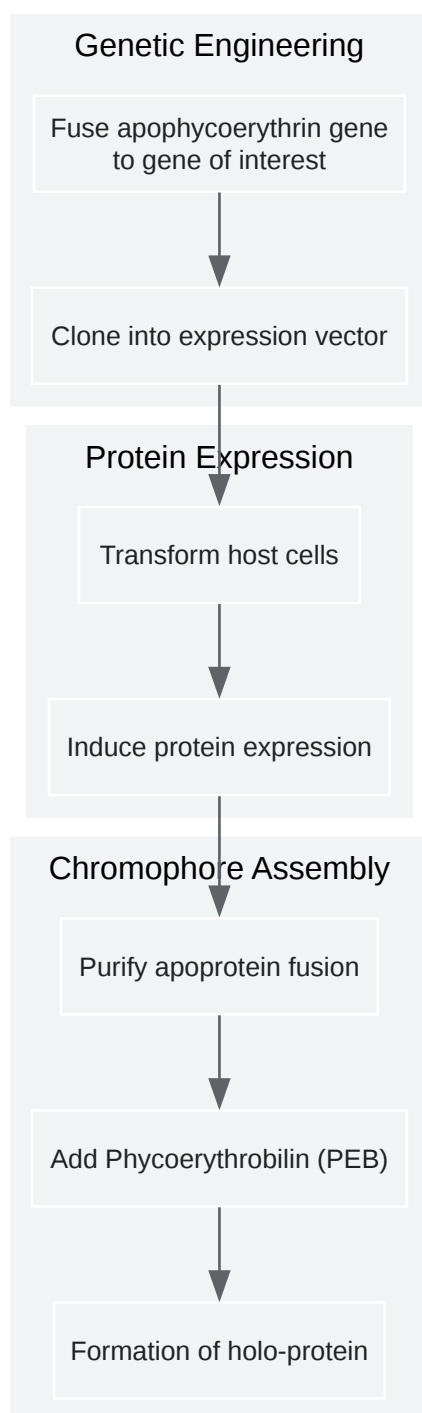 Genetic Engineering
Fuse apophycoerythrin gene
to gene of interest
Clone into expression vector
Protein Expression
Transform host cells
Induce protein expression
Chromophore Assembly
Purify apoprotein fusion
Add Phycoerythrobilin (PEB)
Formation of holo-protein